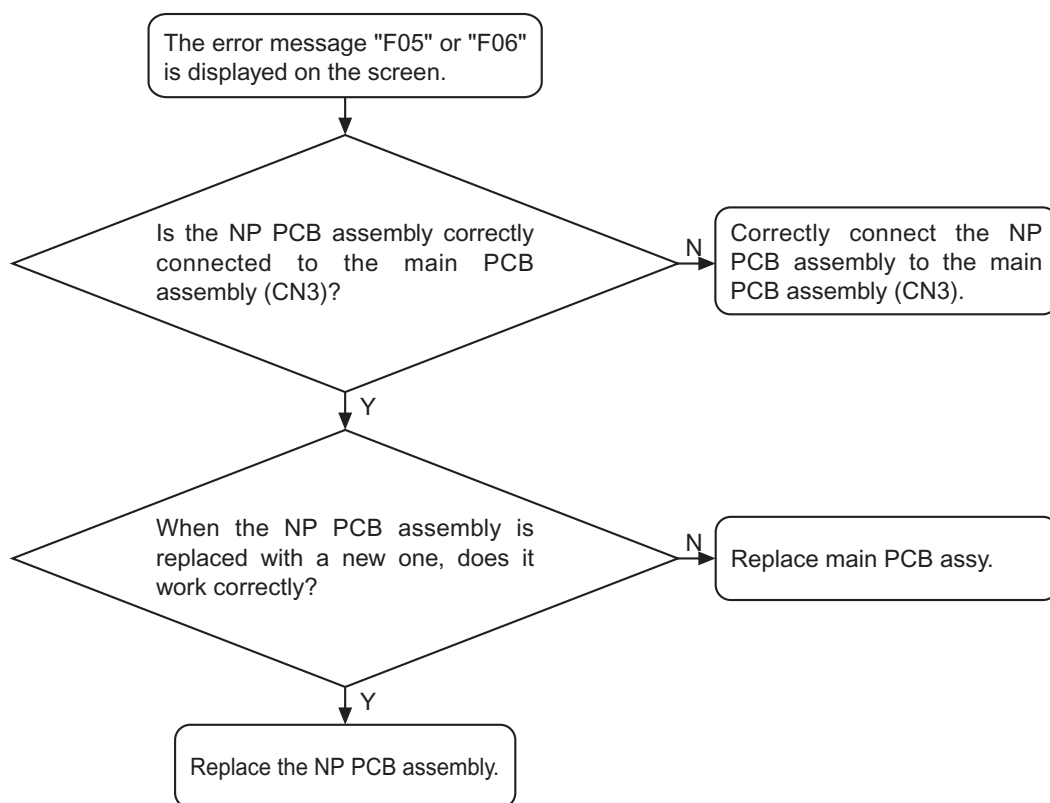 The error message "F05" or "F06"
is displayed on the screen.
Is the NP PCB assembly correctly
connected to the main PCB
assembly (CN3)?
N
Correctly connect the NP
PCB assembly to the main
PCB assembly (CN3).
Y
When the NP PCB assembly is
replaced with a new one, does it
work correctly?
N
Replace main PCB assy.
Y
Replace the NP PCB assembly.